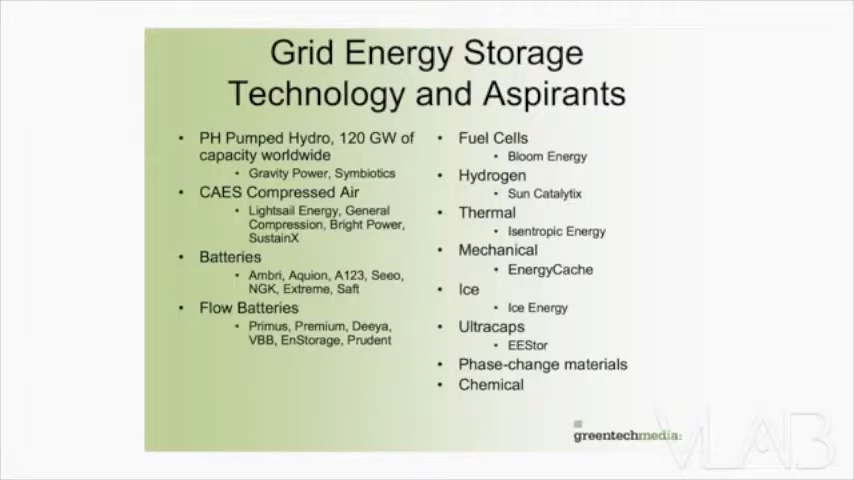 Grid Energy Storage
Technology and Aspirants
• PH Pumped Hydro, 120 GW of
capacity worldwide
• Gravity Power, Symbiotics
• CAES Compressed Air
• Lightsail Energy, General
Compression, Bright Power,
SustainX
• Batteries
• Ambri, Aquion, A123, Seeo,
NGK, Extreme, Saft
• Flow Batteries
• Primus, Premium, Deeya,
VBB, EnStorage, Prudent
• Fuel Cells
• Bloom Energy
• Hydrogen
• Sun Catalytix
• Thermal
• Isentropic Energy
• Mechanical
• EnergyCache
• Ice
• Ice Energy
• Ultracaps
• EEStor
• Phase-change materials
• Chemical
greentechmedia:
VLAB